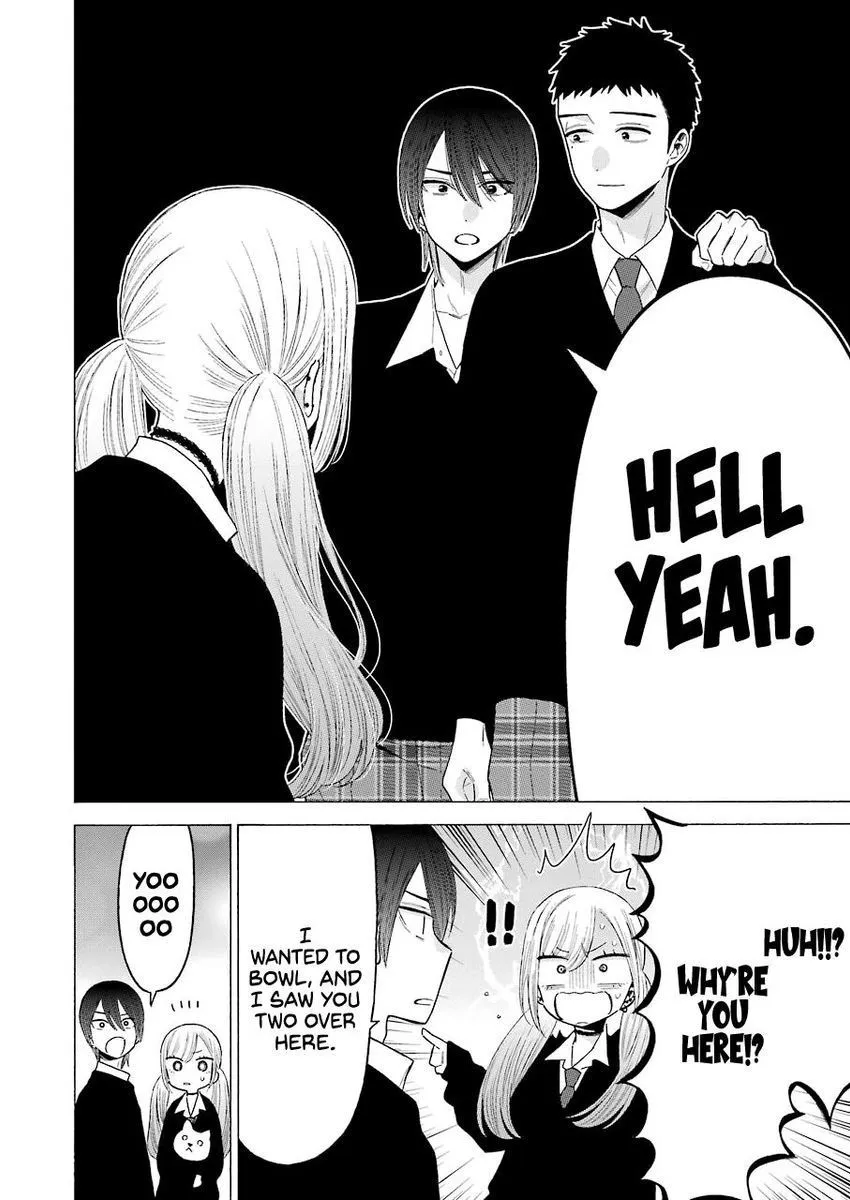 HELL
YEAH.
HUH!!?
WHY'RE
YOU
HERE!?
!!
I
WANTED TO
BOWL, AND
I SAW YOU
TWO OVER
HERE.
YOO
OOO
OO